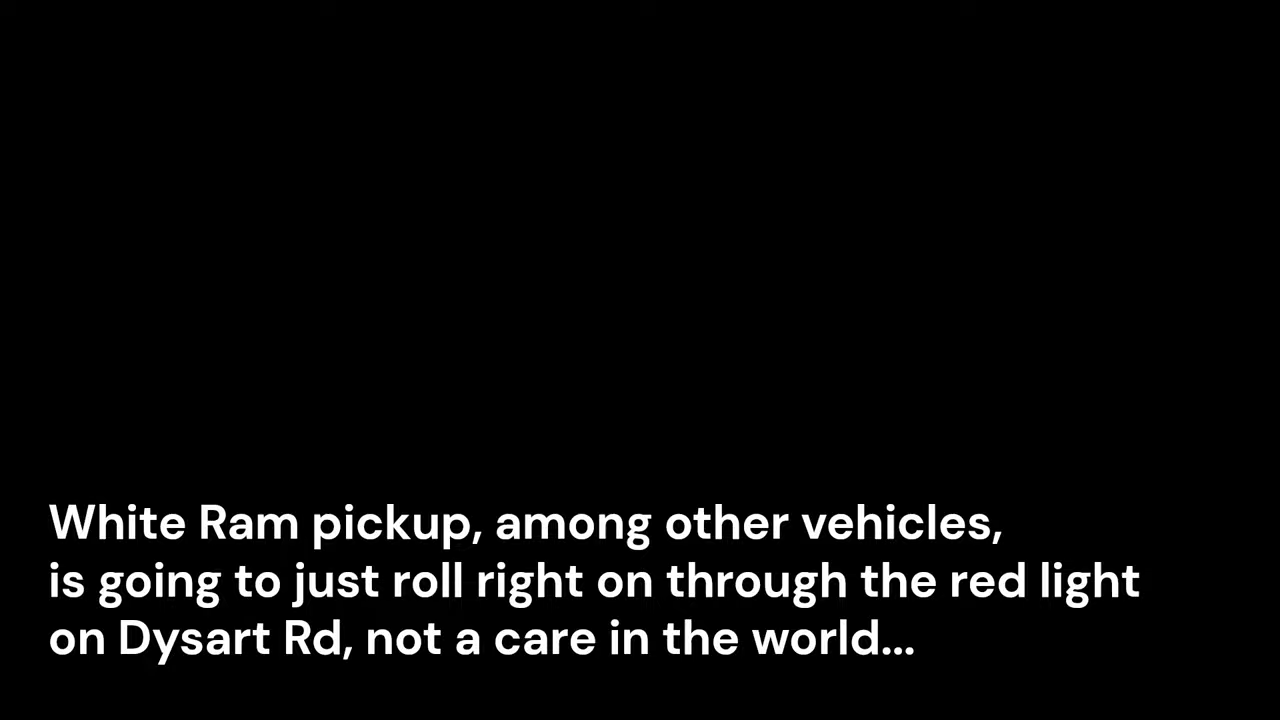 White Ram pickup, among other vehicles,
is going to just roll right on through the red light
on Dysart Rd, not a care in the world...